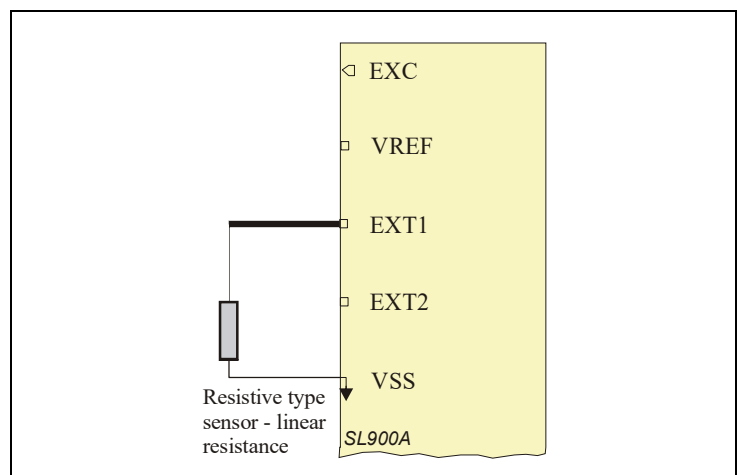 EXC
VREF
EXT1
EXT2
VSS
Resistive type
sensor - linear
resistance
SL900A